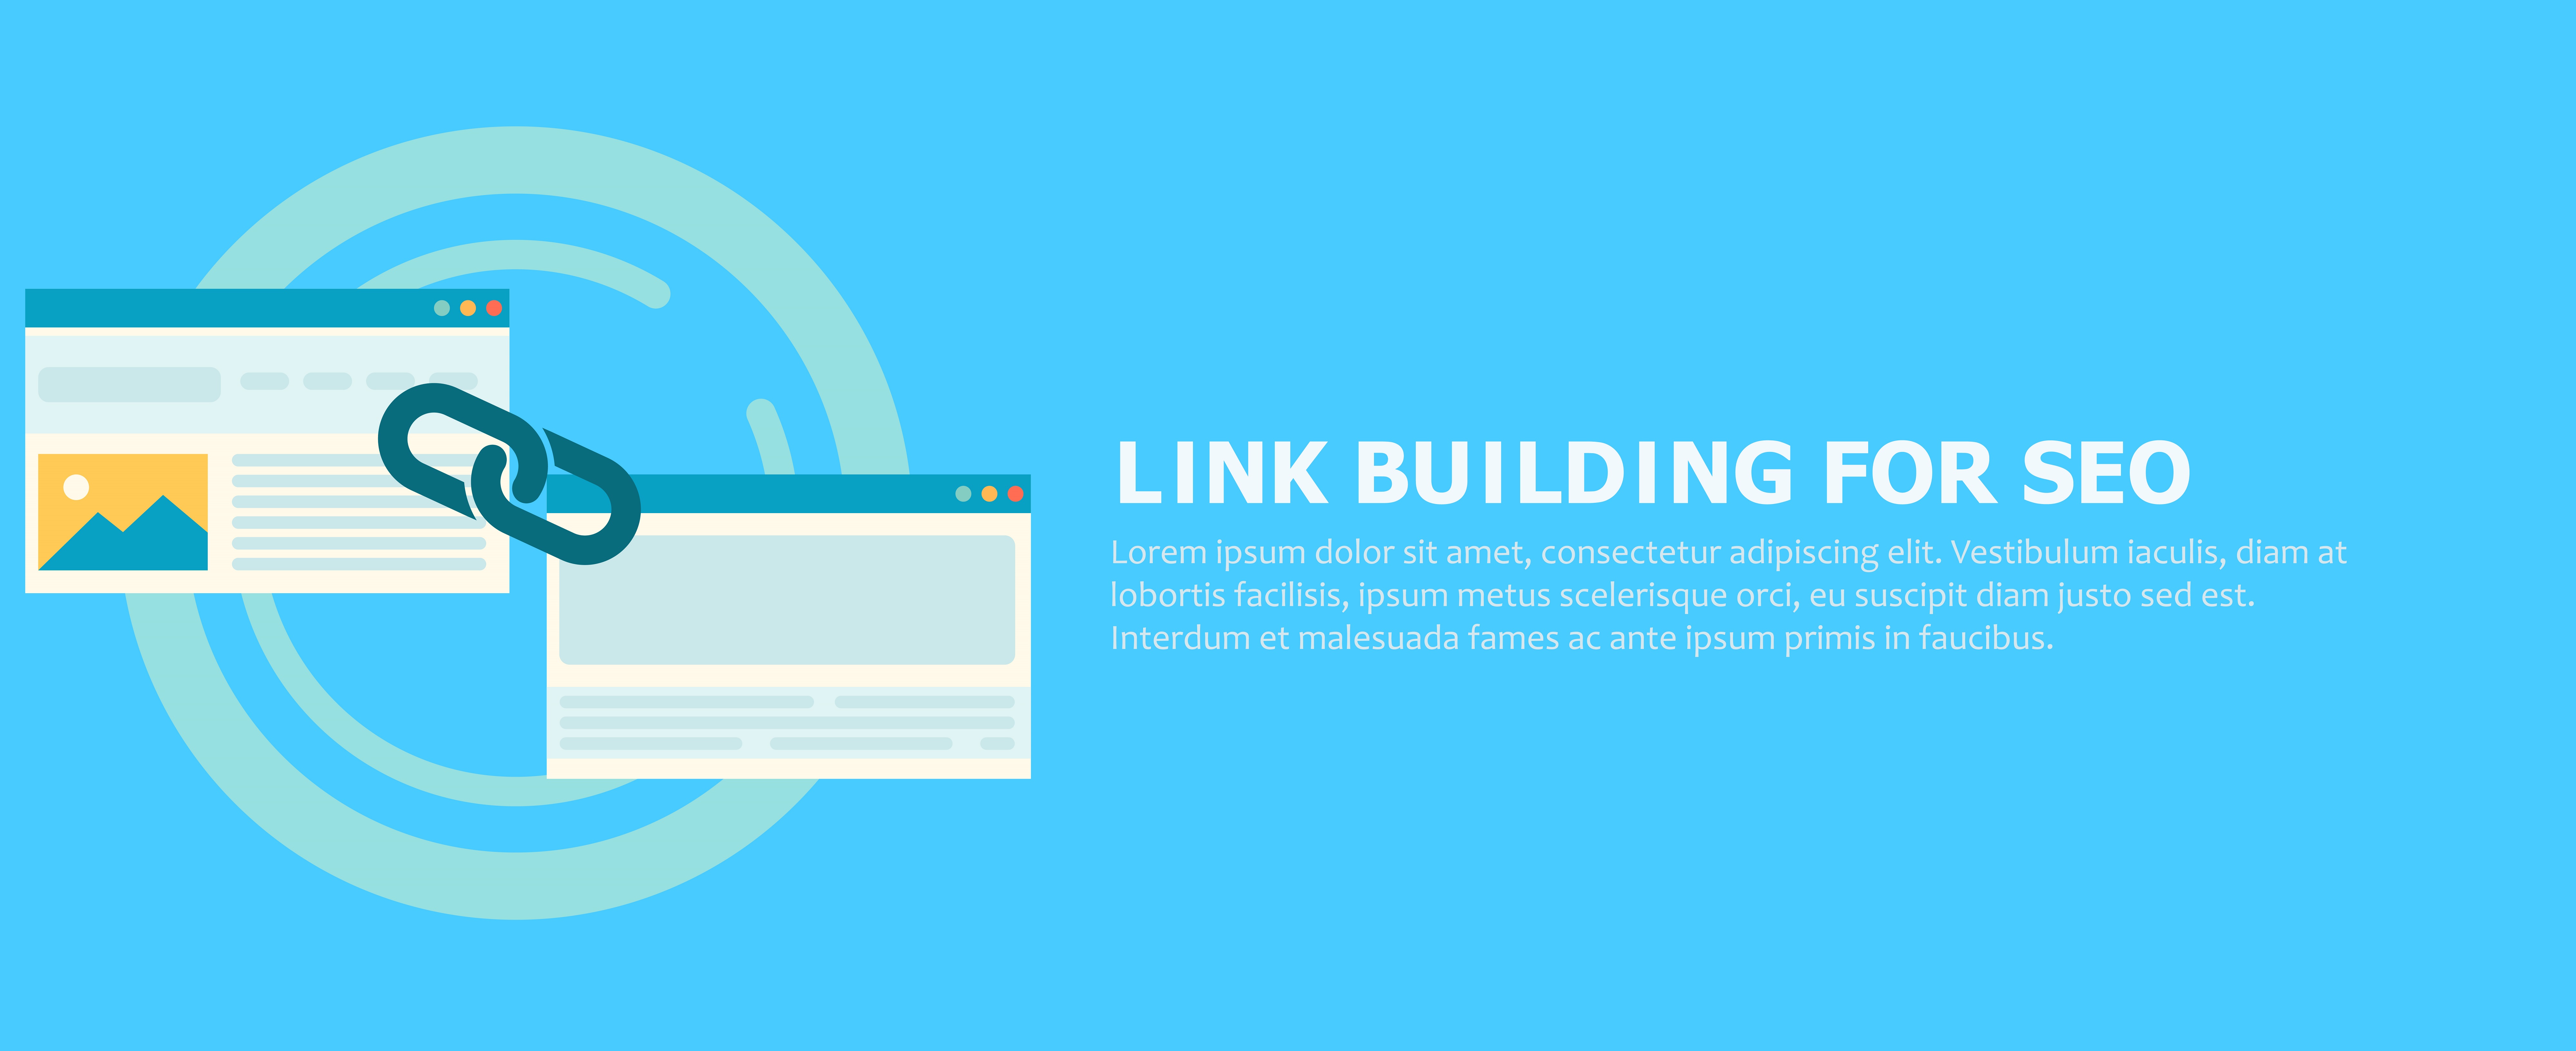 LINK BUILDING FOR SEO
Lorem ipsum dolor sit amet, consectetur adipiscing elit. Vestibulum iaculis, diam at
lobortis facilisis, ipsum metus scelerisque orci, eu suscipit diam justo sed est.
Interdum et malesuada fames ac ante ipsum primis in faucibus.